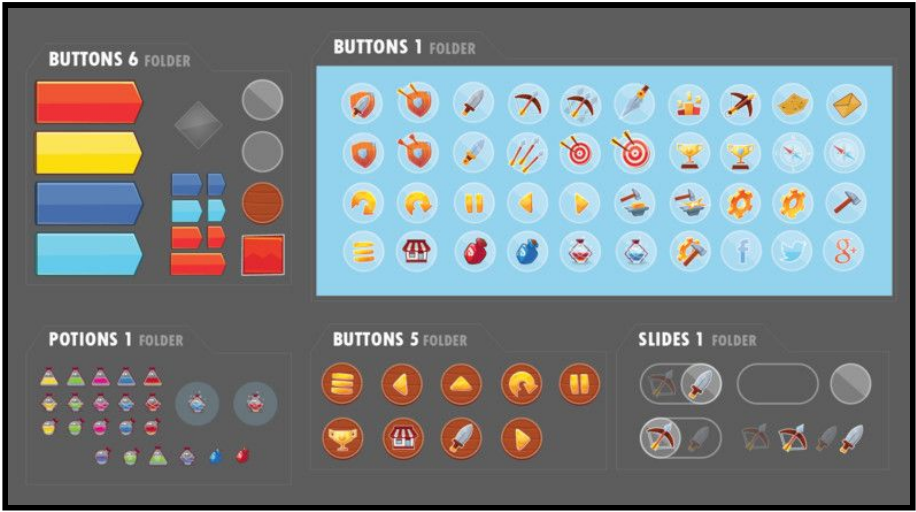 BUTTONS 6 FOLDER
BUTTONS 1 FOLDER
f
g+
POTIONS 1 FOLDER
BUTTONS 5 FOLDER
SLIDES 1 FOLDER